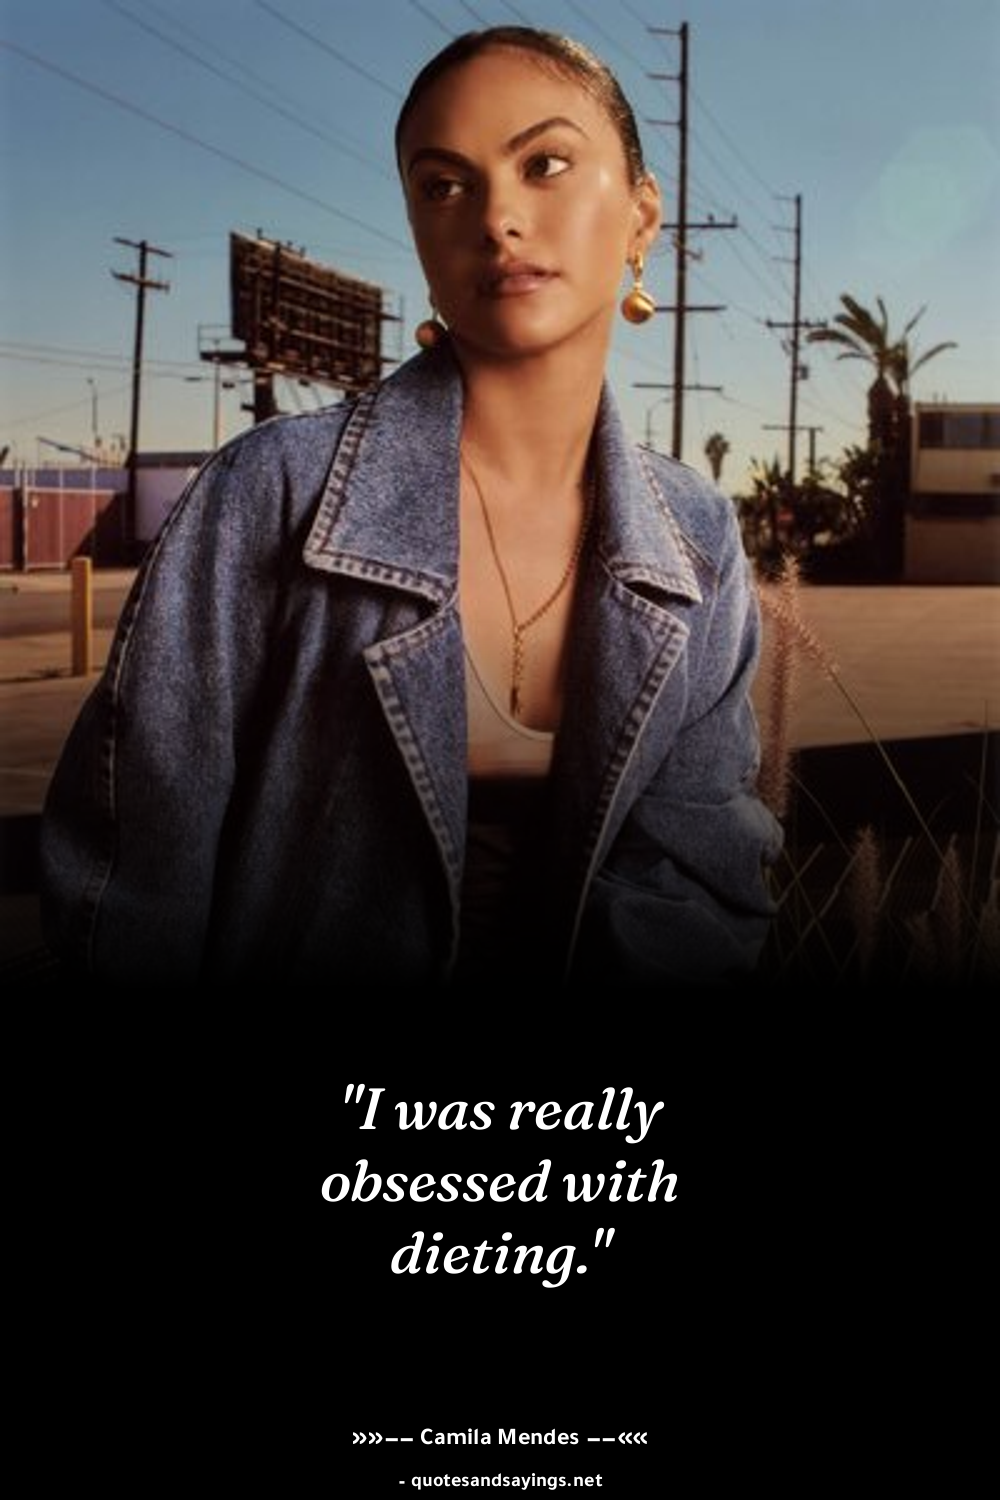 "I was really
obsessed with
dieting."
»»–– Camila Mendes ––««
- quotesandsayings.net